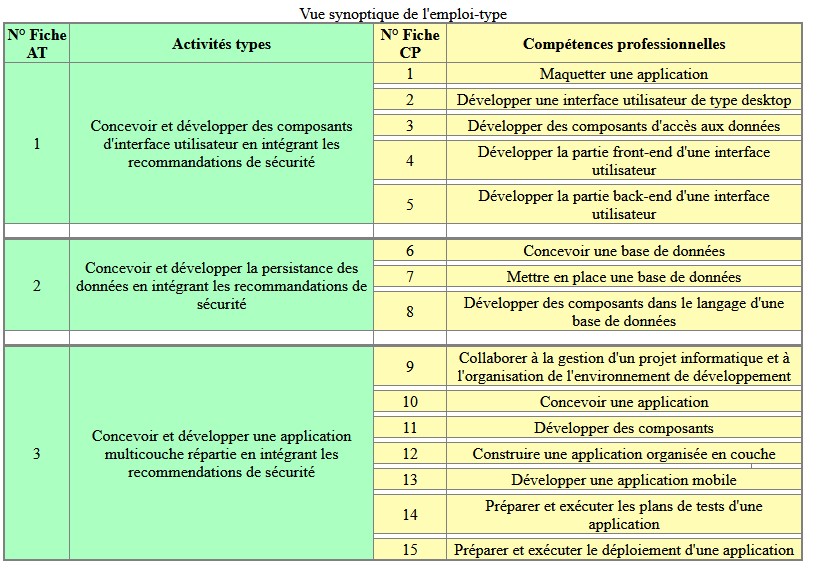 Vue synoptique de l'emploi-type
N° Fiche
AT
Activités types
N° Fiche
CP
Compétences professionnelles
1
Concevoir et développer des composants
d'interface utilisateur en intégrant les
recommandations de sécurité
1
Maquetter une application
2
Développer une interface utilisateur de type desktop
3
Développer des composants d'accès aux données
4
Développer la partie front-end d'une interface
utilisateur
5
Développer la partie back-end d'une interface
utilisateur
2
Concevoir et développer la persistance des
données en intégrant les recommandations de
sécurité
6
Concevoir une base de données
7
Mettre en place une base de données
8
Développer des composants dans le langage d'une
base de données
3
Concevoir et développer une application
multicouche répartie en intégrant les
recommendations de sécurité
9
Collaborer à la gestion d'un projet informatique et à
l'organisation de l'environnement de développement
10
Concevoir une application
11
Développer des composants
12
Construire une application organisée en couche
13
Développer une application mobile
14
Préparer et exécuter les plans de tests d'une
application
15
Préparer et exécuter le déploiement d'une application